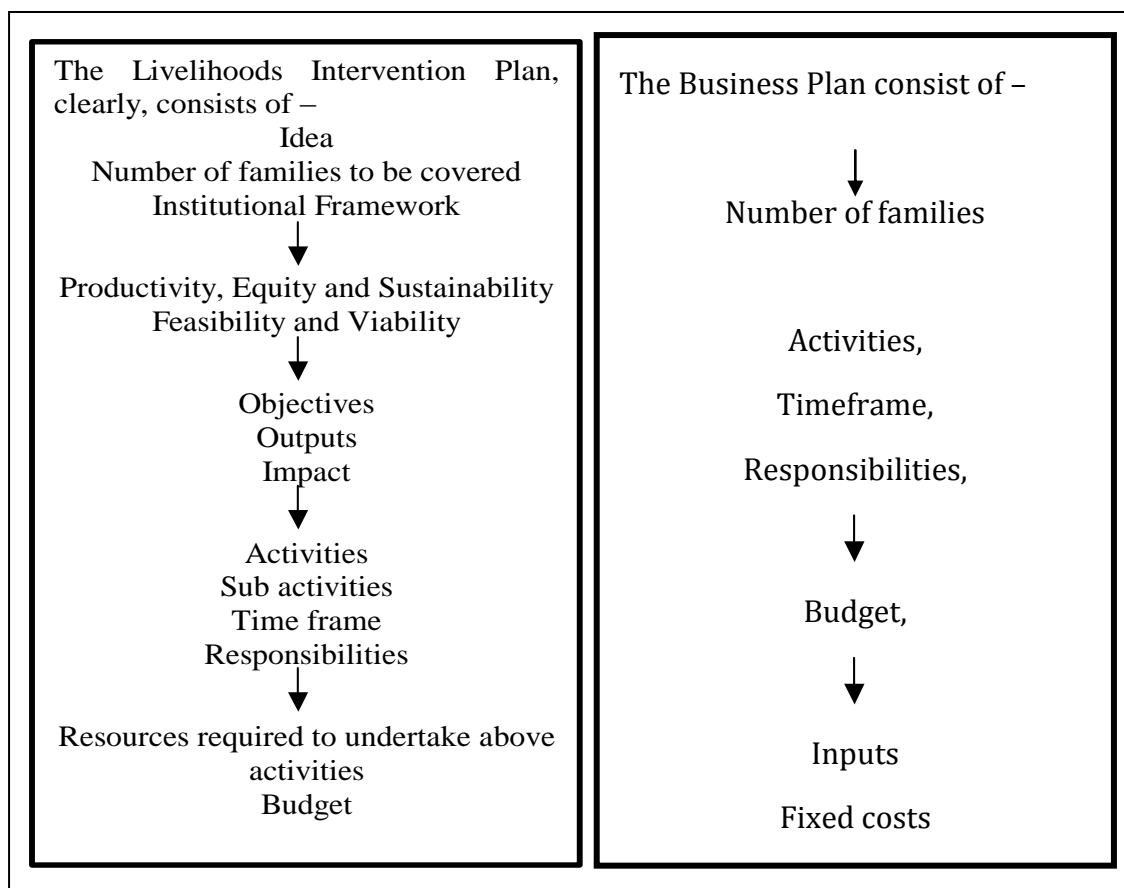 The Livelihoods Intervention Plan,
clearly, consists of –
Idea
Number of families to be covered
Institutional Framework
Productivity, Equity and Sustainability
Feasibility and Viability
Objectives
Outputs
Impact
Activities
Sub activities
Time frame
Responsibilities
Resources required to undertake above
activities
Budget
The Business Plan consist of –
Number of families
Activities,
Timeframe,
Responsibilities,
Budget,
Inputs
Fixed costs